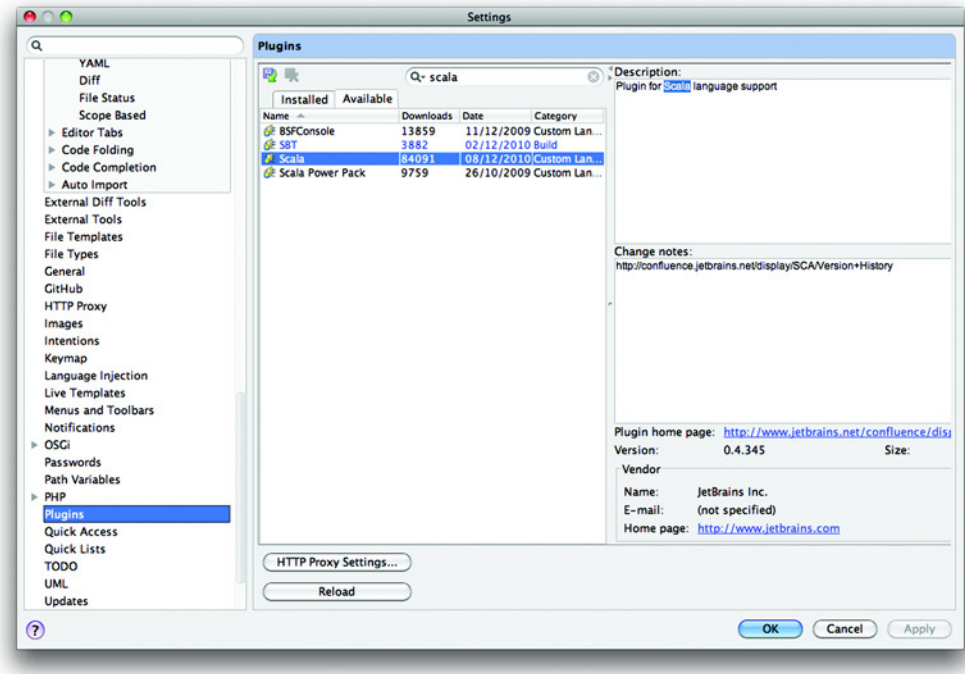 Settings
YAML
Diff
File Status
Scope Based
Editor Tabs
Code Folding
Code Completion
Auto Import
External Diff Tools
External Tools
File Templates
File Types
General
GitHub
HTTP Proxy
Images
Intentions
Keymap
Language Injection
Live Templates
Menus and Toolbars
Notifications
OSGi
Passwords
Path Variables
PHP
Plugins
Quick Access
Quick Lists
TODO
UML
Updates
?
Plugins
scala
Installed Available
Name Downloads Date Category
BSFConsole 13859 11/12/2009 Custom Lan...
SBT 3882 02/12/2010 Build
Scala 84091 08/12/2010 Custom Lan...
Scala Power Pack 9759 26/10/2009 Custom Lan...
HTTP Proxy Settings...
Reload
Description:
Plugin for Scala language support
Change notes:
http://confluence.jetbrains.net/display/SCA/Version+History
Plugin home page: http://www.jetbrains.net/confluence/disp
Version: 0.4.345 Size:
Vendor
Name: JetBrains Inc.
E-mail: (not specified)
Home page: http://www.jetbrains.com
OK Cancel Apply